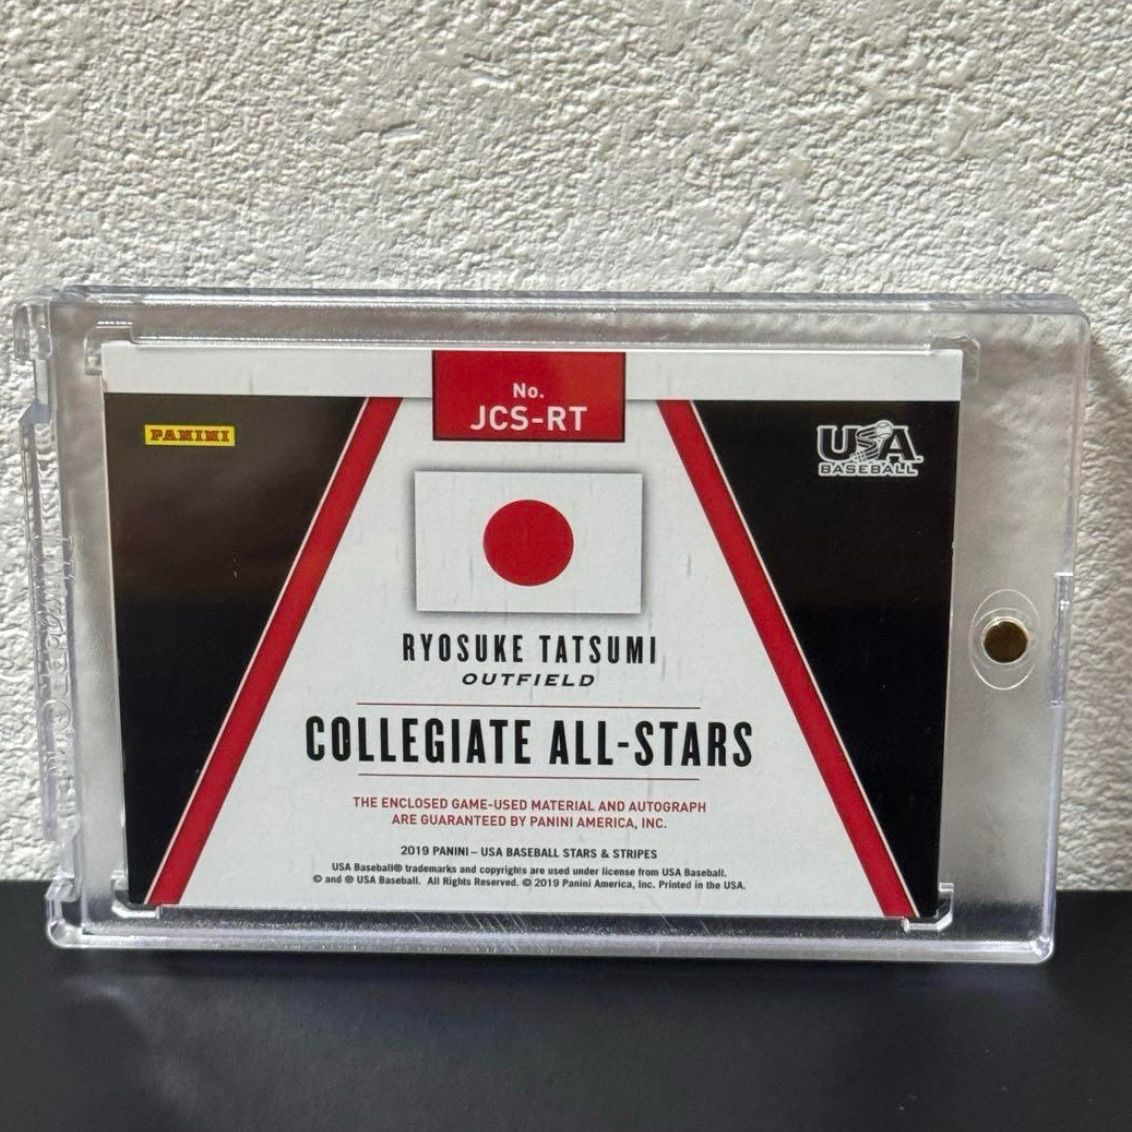 No.
JCS-RT
PANINI
USA
BASEBALL
RYOSUKE TATSUMI
OUTFIELD
COLLEGIATE ALL-STARS
THE ENCLOSED GAME-USED MATERIAL AND AUTOGRAPH
ARE GUARANTEED BY PANINI AMERICA, INC.
2019 PANINI – USA BASEBALL STARS & STRIPES
USA Baseball® trademarks and copyrights are used under license from USA Baseball.
© and ® USA Baseball. All Rights Reserved. © 2019 Panini America, Inc. Printed in the USA.